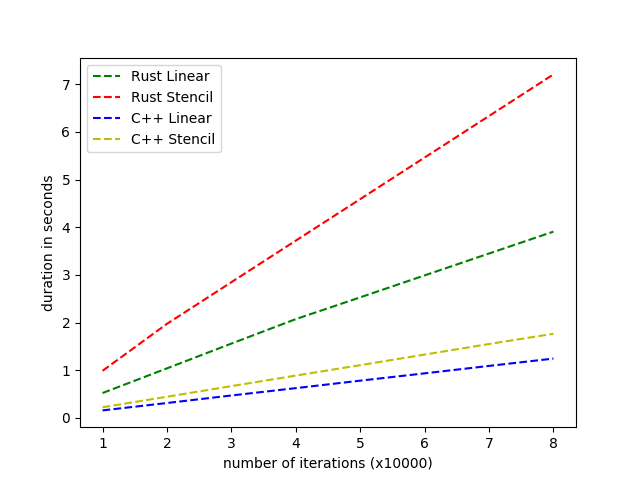 Rust Linear
Rust Stencil
C++ Linear
C++ Stencil
7
6
5
4
3
2
1
0
duration in seconds
1 2 3 4 5 6 7 8
number of iterations (x10000)